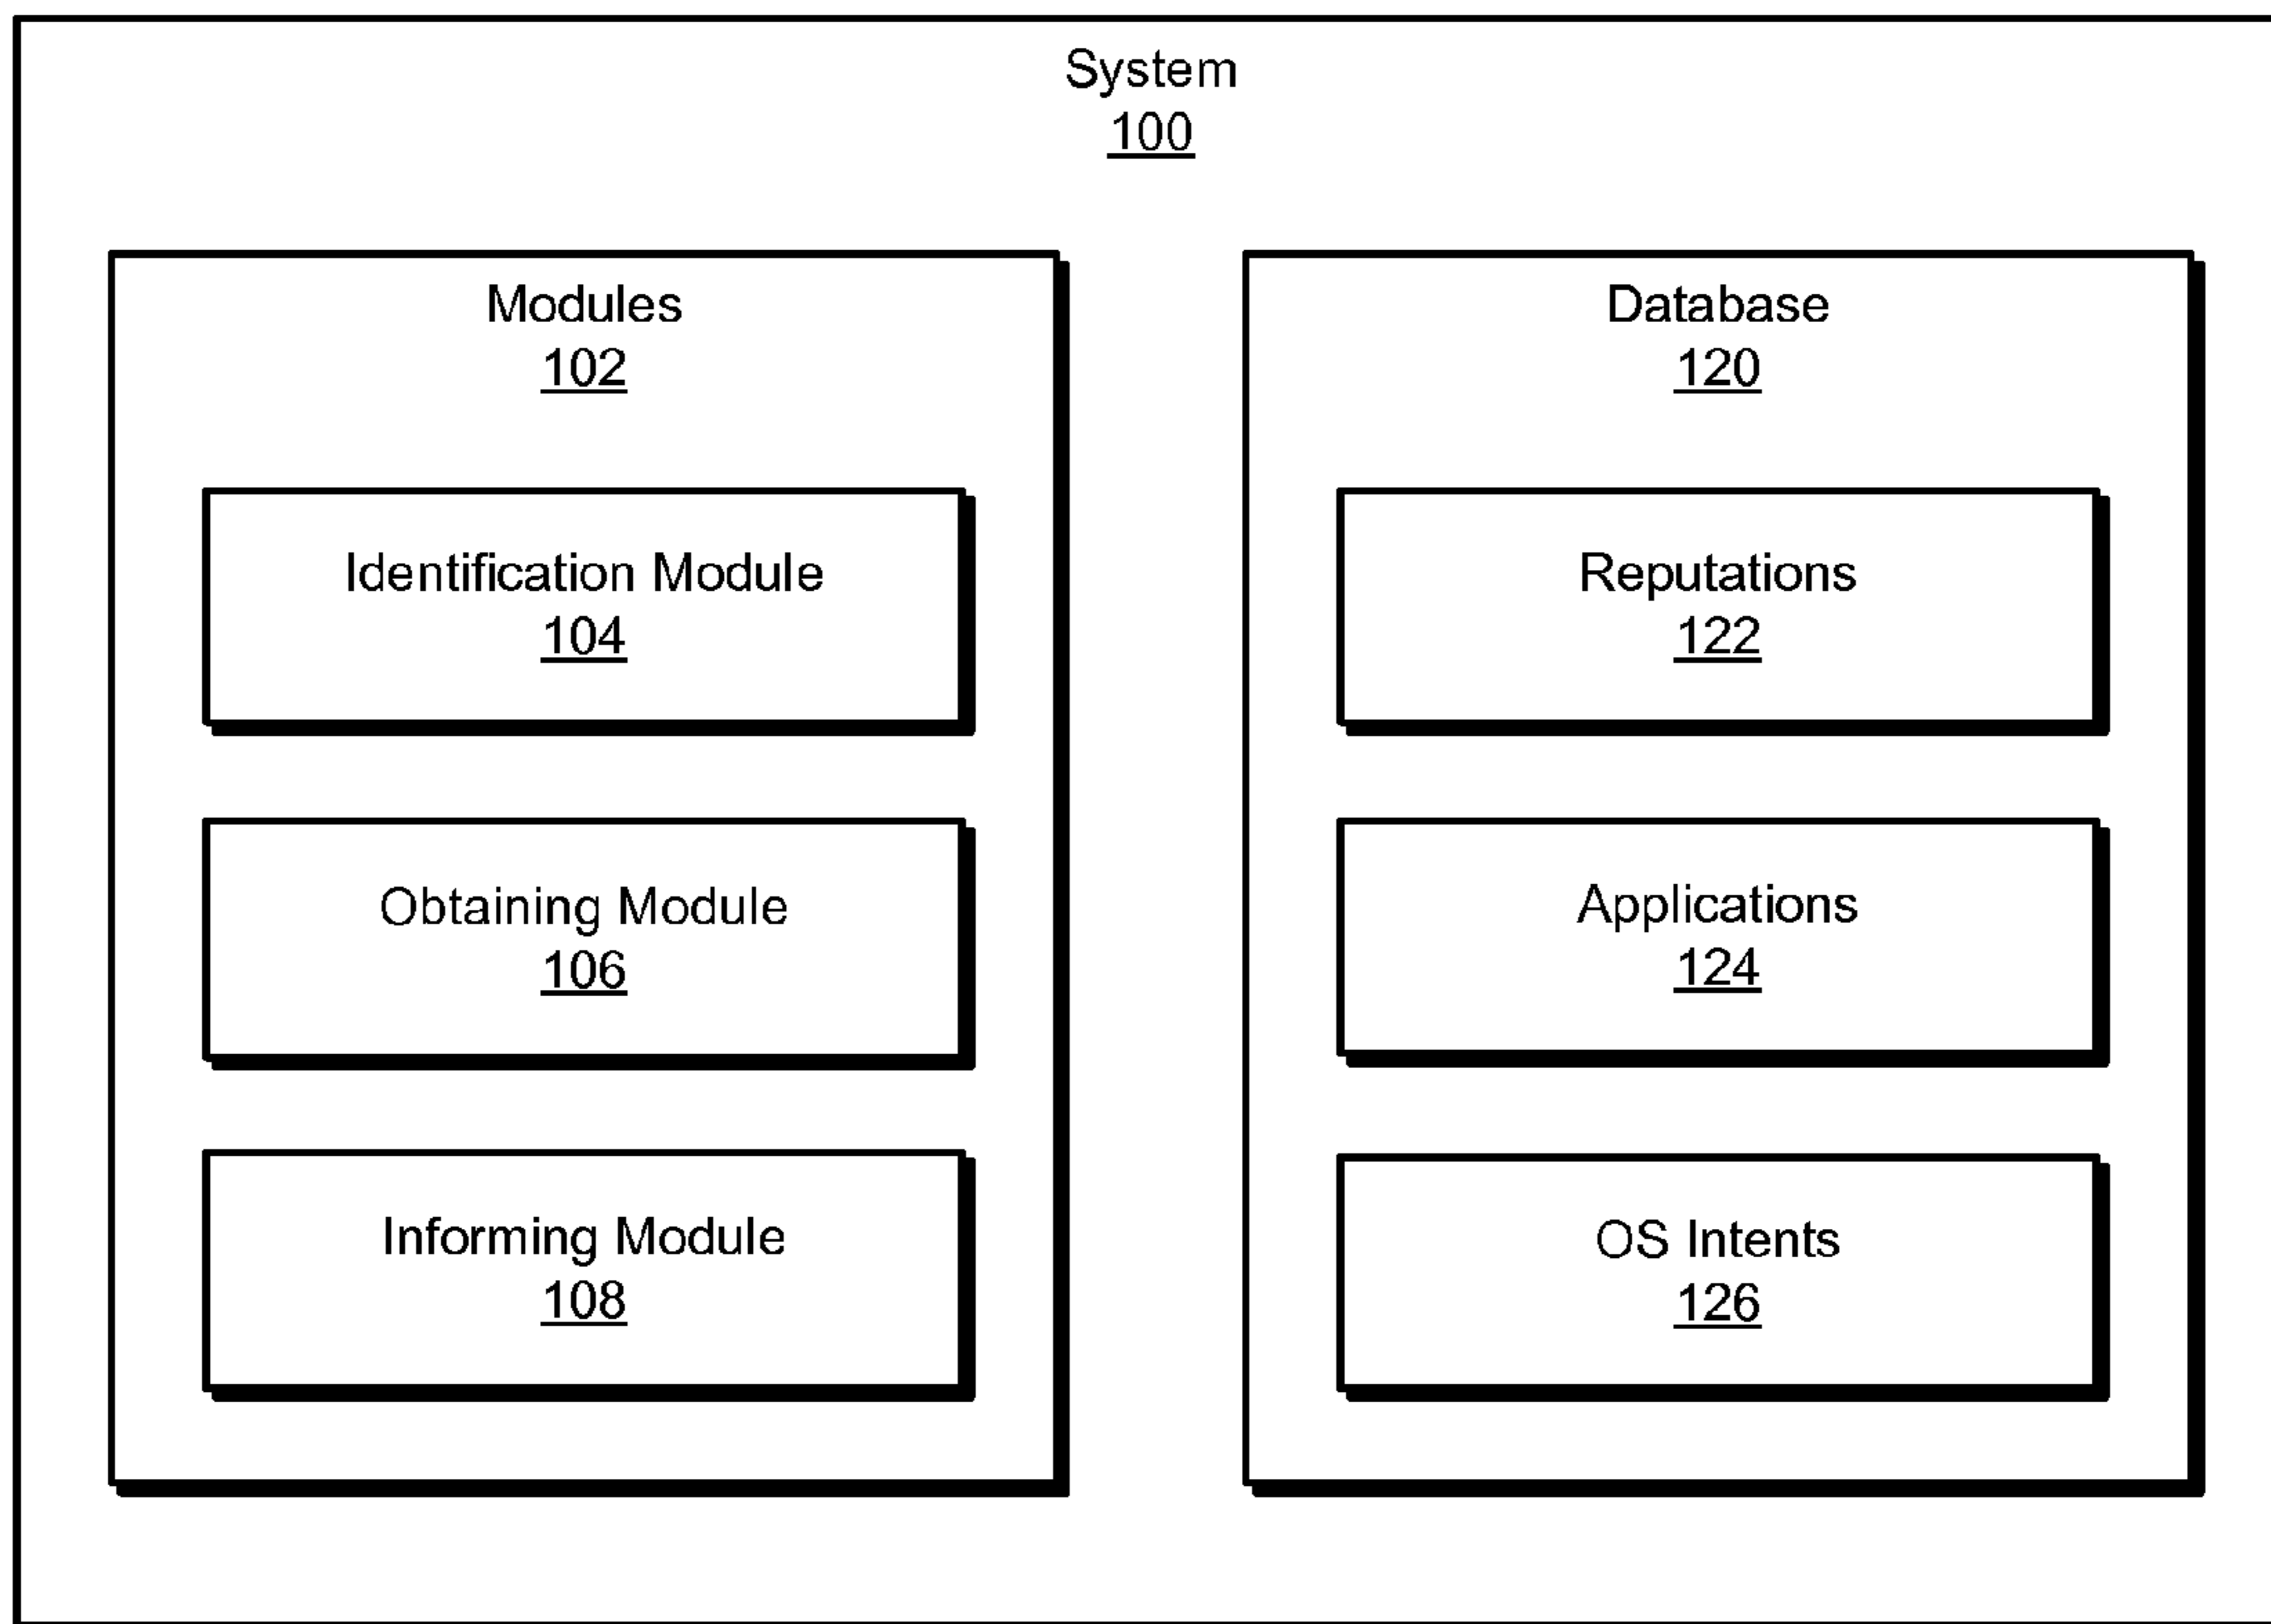 System
100
Modules
102
Identification Module
104
Obtaining Module
106
Informing Module
108
Database
120
Reputations
122
Applications
124
OS Intents
126